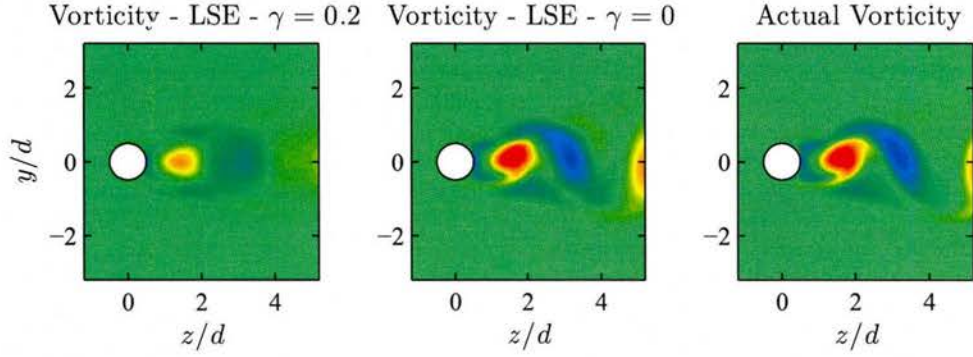 Vorticity - LSE - γ = 0.2
2
0
−2
y/d
0 2 4
z/d
Vorticity - LSE - γ = 0
2
0
−2
0 2 4
z/d
Actual Vorticity
2
0
−2
0 2 4
z/d